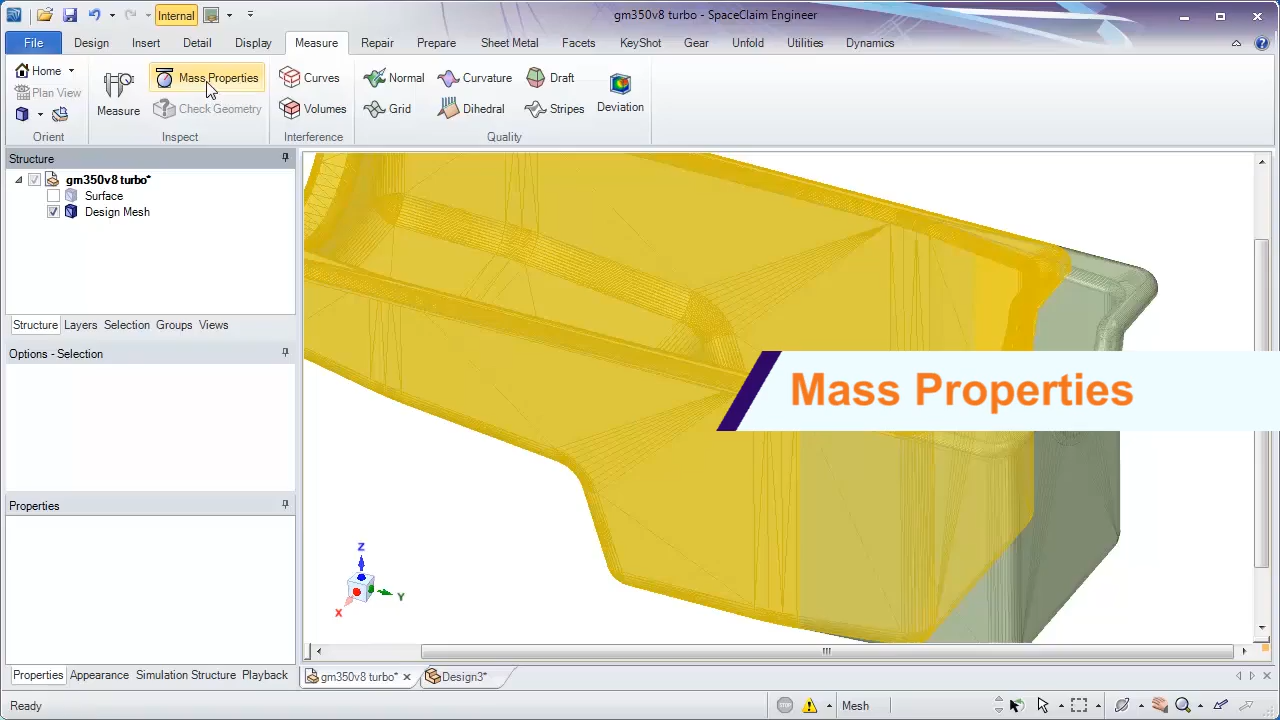 Internal
gm350v8 turbo - SpaceClaim Engineer
File Design Insert Detail Display Measure Repair Prepare Sheet Metal Facets KeyShot Gear Unfold Utilities Dynamics
Home Mass Properties Curves Normal Curvature Draft
Plan View Measure Check Geometry Volumes Grid Dihedral Stripes Deviation
Orient Inspect Interference Quality
Structure
gm350v8 turbo*
Surface
Design Mesh
Structure Layers Selection Groups Views
Options - Selection
Mass Properties
Properties
Z
Y
X
Properties Appearance Simulation Structure Playback gm350v8 turbo* Design3*
Ready Mesh